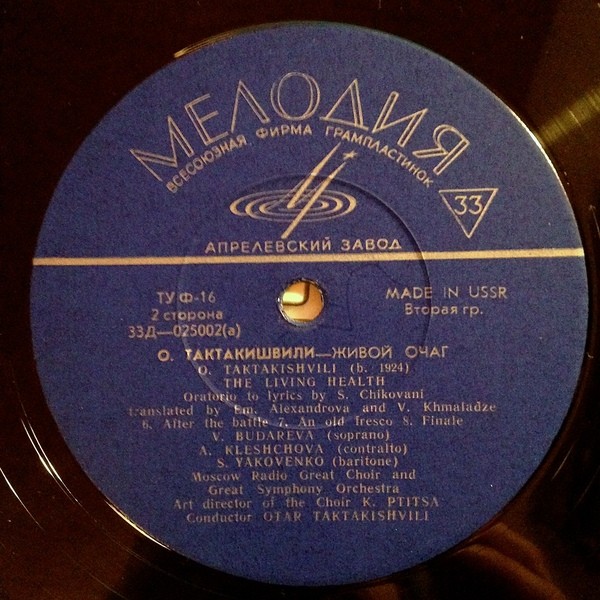 МЕЛОДИЯ
ВСЕСОЮЗНАЯ ФИРМА ГРАМПЛАСТИНОК
33
АПРЕЛЕВСКИЙ ЗАВОД
ТУ Ф-16
MADE IN USSR
2 сторона
Вторая гр.
33Д—025002(а)
О. ТАКТАКИШВИЛИ—ЖИВОЙ ОЧАГ
O. TAKTAKISHVILI (b. 1924)
THE LIVING HEALTH
Oratorio to lyrics by S. Chikovani
translated by Em. Alexandrova and V. Khmaladze
6. After the battle 7. An old fresco 8. Finale
V. BUDAREVA (soprano)
A. KLESHCHOVA (contralto)
S. YAKOVENKO (baritone)
Moscow Radio Great Choir and
Great Symphony Orchestra
Art director of the Choir K. PTITSA
Conductor OTAR TAKTAKISHVILI